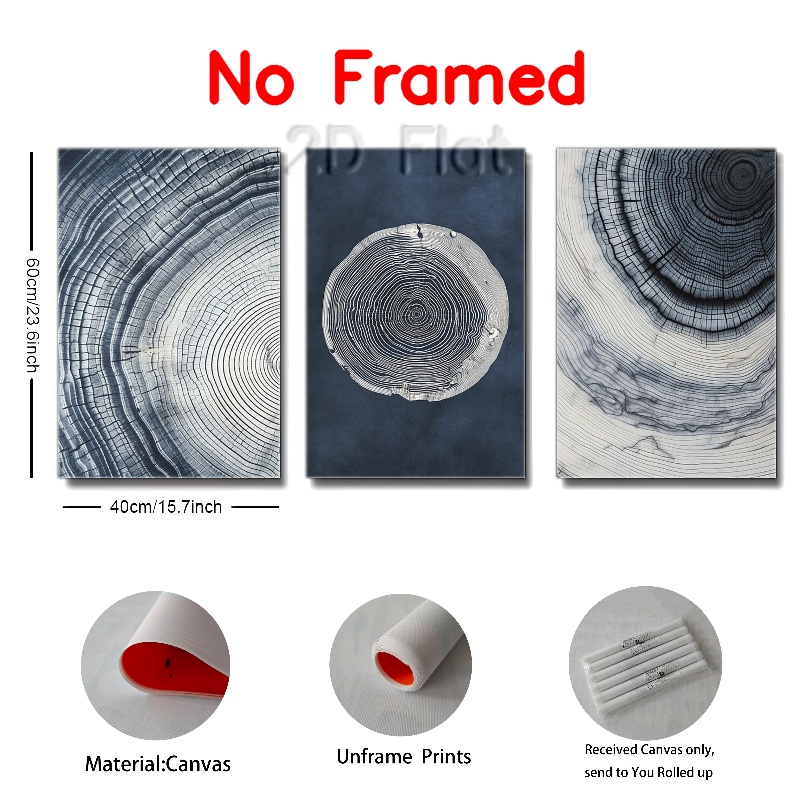 No Framed
2D Flat
60cm/23.6inch
40cm/15.7inch
Material:Canvas
Unframe Prints
Received Canvas only,
send to You Rolled up